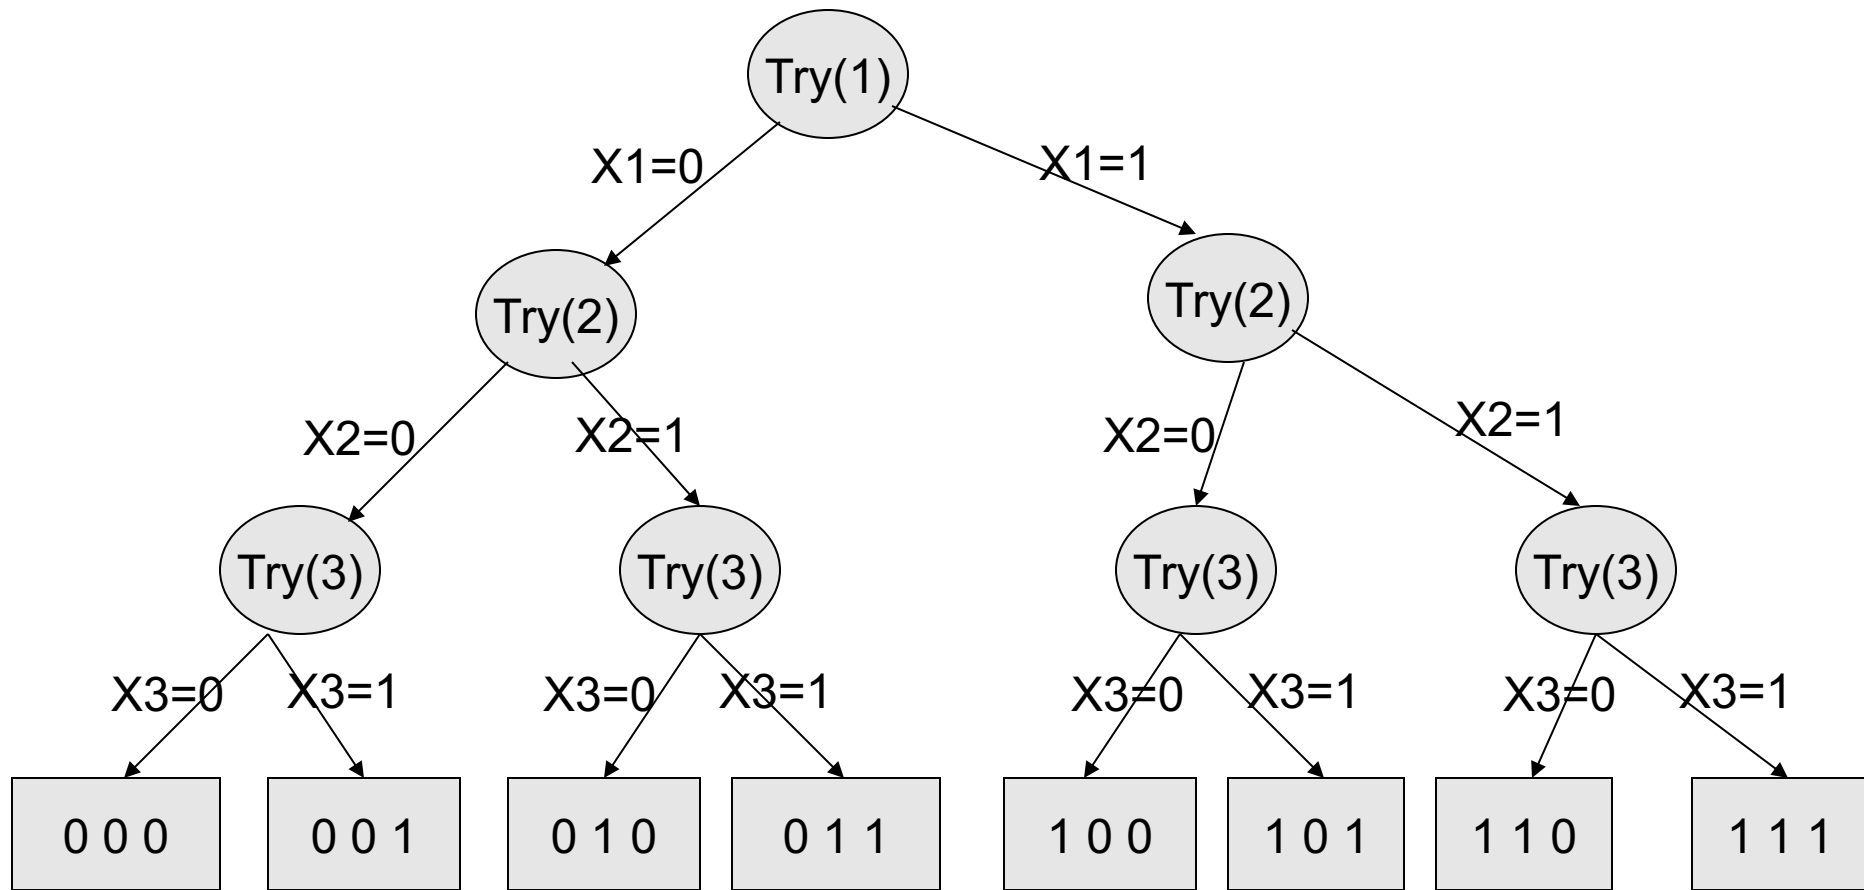 Try(1)
X1=0
X1=1
Try(2)
Try(2)
X2=0
X2=1
X2=0
X2=1
Try(3)
Try(3)
Try(3)
Try(3)
X3=0
X3=1
X3=0
X3=1
X3=0
X3=1
X3=0
X3=1
0 0 0
0 0 1
0 1 0
0 1 1
1 0 0
1 0 1
1 1 0
1 1 1